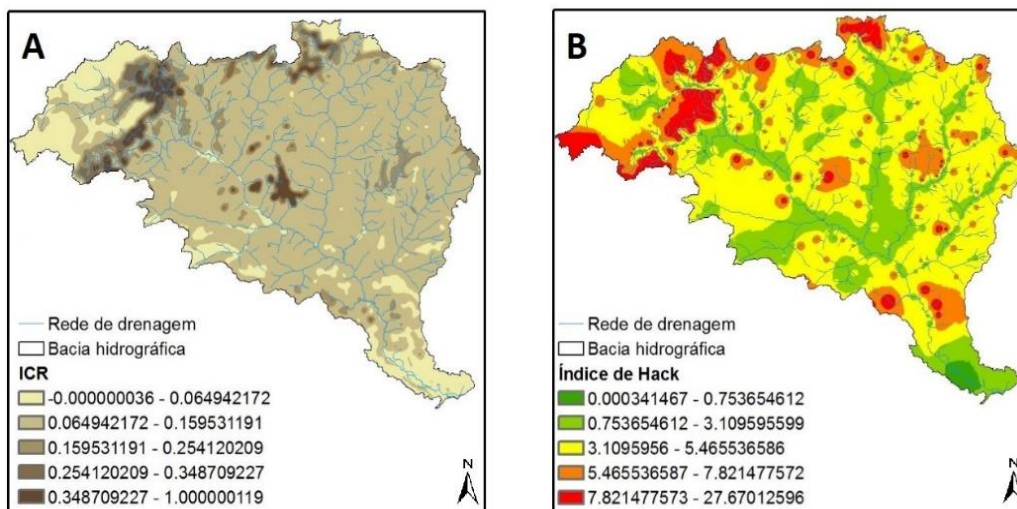 A
Rede de drenagem
Bacia hidrográfica
ICR
-0.000000036 - 0.064942172
0.064942172 - 0.159531191
0.159531191 - 0.254120209
0.254120209 - 0.348709227
0.348709227 - 1.000000119
N
B
Rede de drenagem
Bacia hidrográfica
Índice de Hack
0.000341467 - 0.753654612
0.753654612 - 3.109595599
3.1095956 - 5.465536586
5.465536587 - 7.821477572
7.821477573 - 27.67012596
N